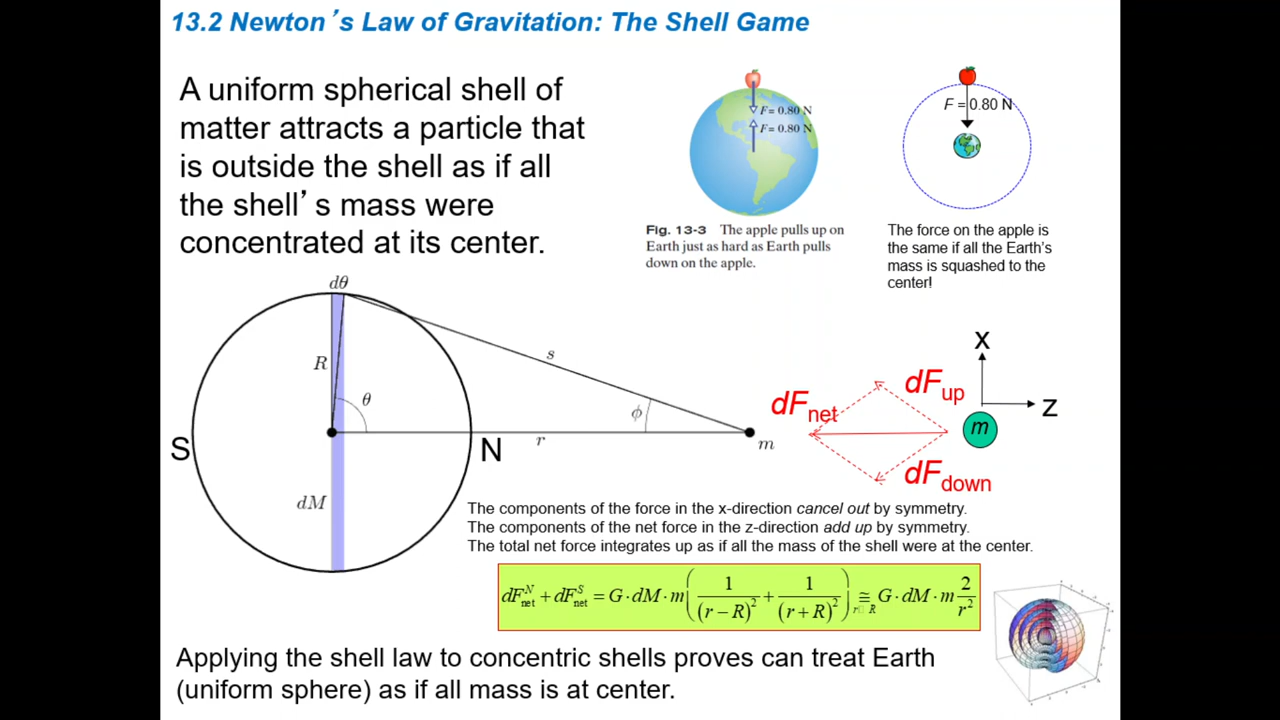 13.2 Newton´s Law of Gravitation: The Shell Game
A uniform spherical shell of
matter attracts a particle that
is outside the shell as if all
the shell’s mass were
concentrated at its center.
F= 0.80 N
F= 0.80 N
Fig. 13-3 The apple pulls up on
Earth just as hard as Earth pulls
down on the apple.
F = 0.80 N
The force on the apple is
the same if all the Earth's
mass is squashed to the
center!
dθ
R
θ
s
ϕ
S
N
r
m
dM
X
Z
dF_up
dF_net
m
dF_down
The components of the force in the x-direction cancel out by symmetry.
The components of the net force in the z-direction add up by symmetry.
The total net force integrates up as if all the mass of the shell were at the center.
dF^N_net + dF^S_net = G·dM·m(1/(r−R)^2 + 1/(r+R)^2) ≅ G·dM·m 2/r^2
Applying the shell law to concentric shells proves can treat Earth
(uniform sphere) as if all mass is at center.